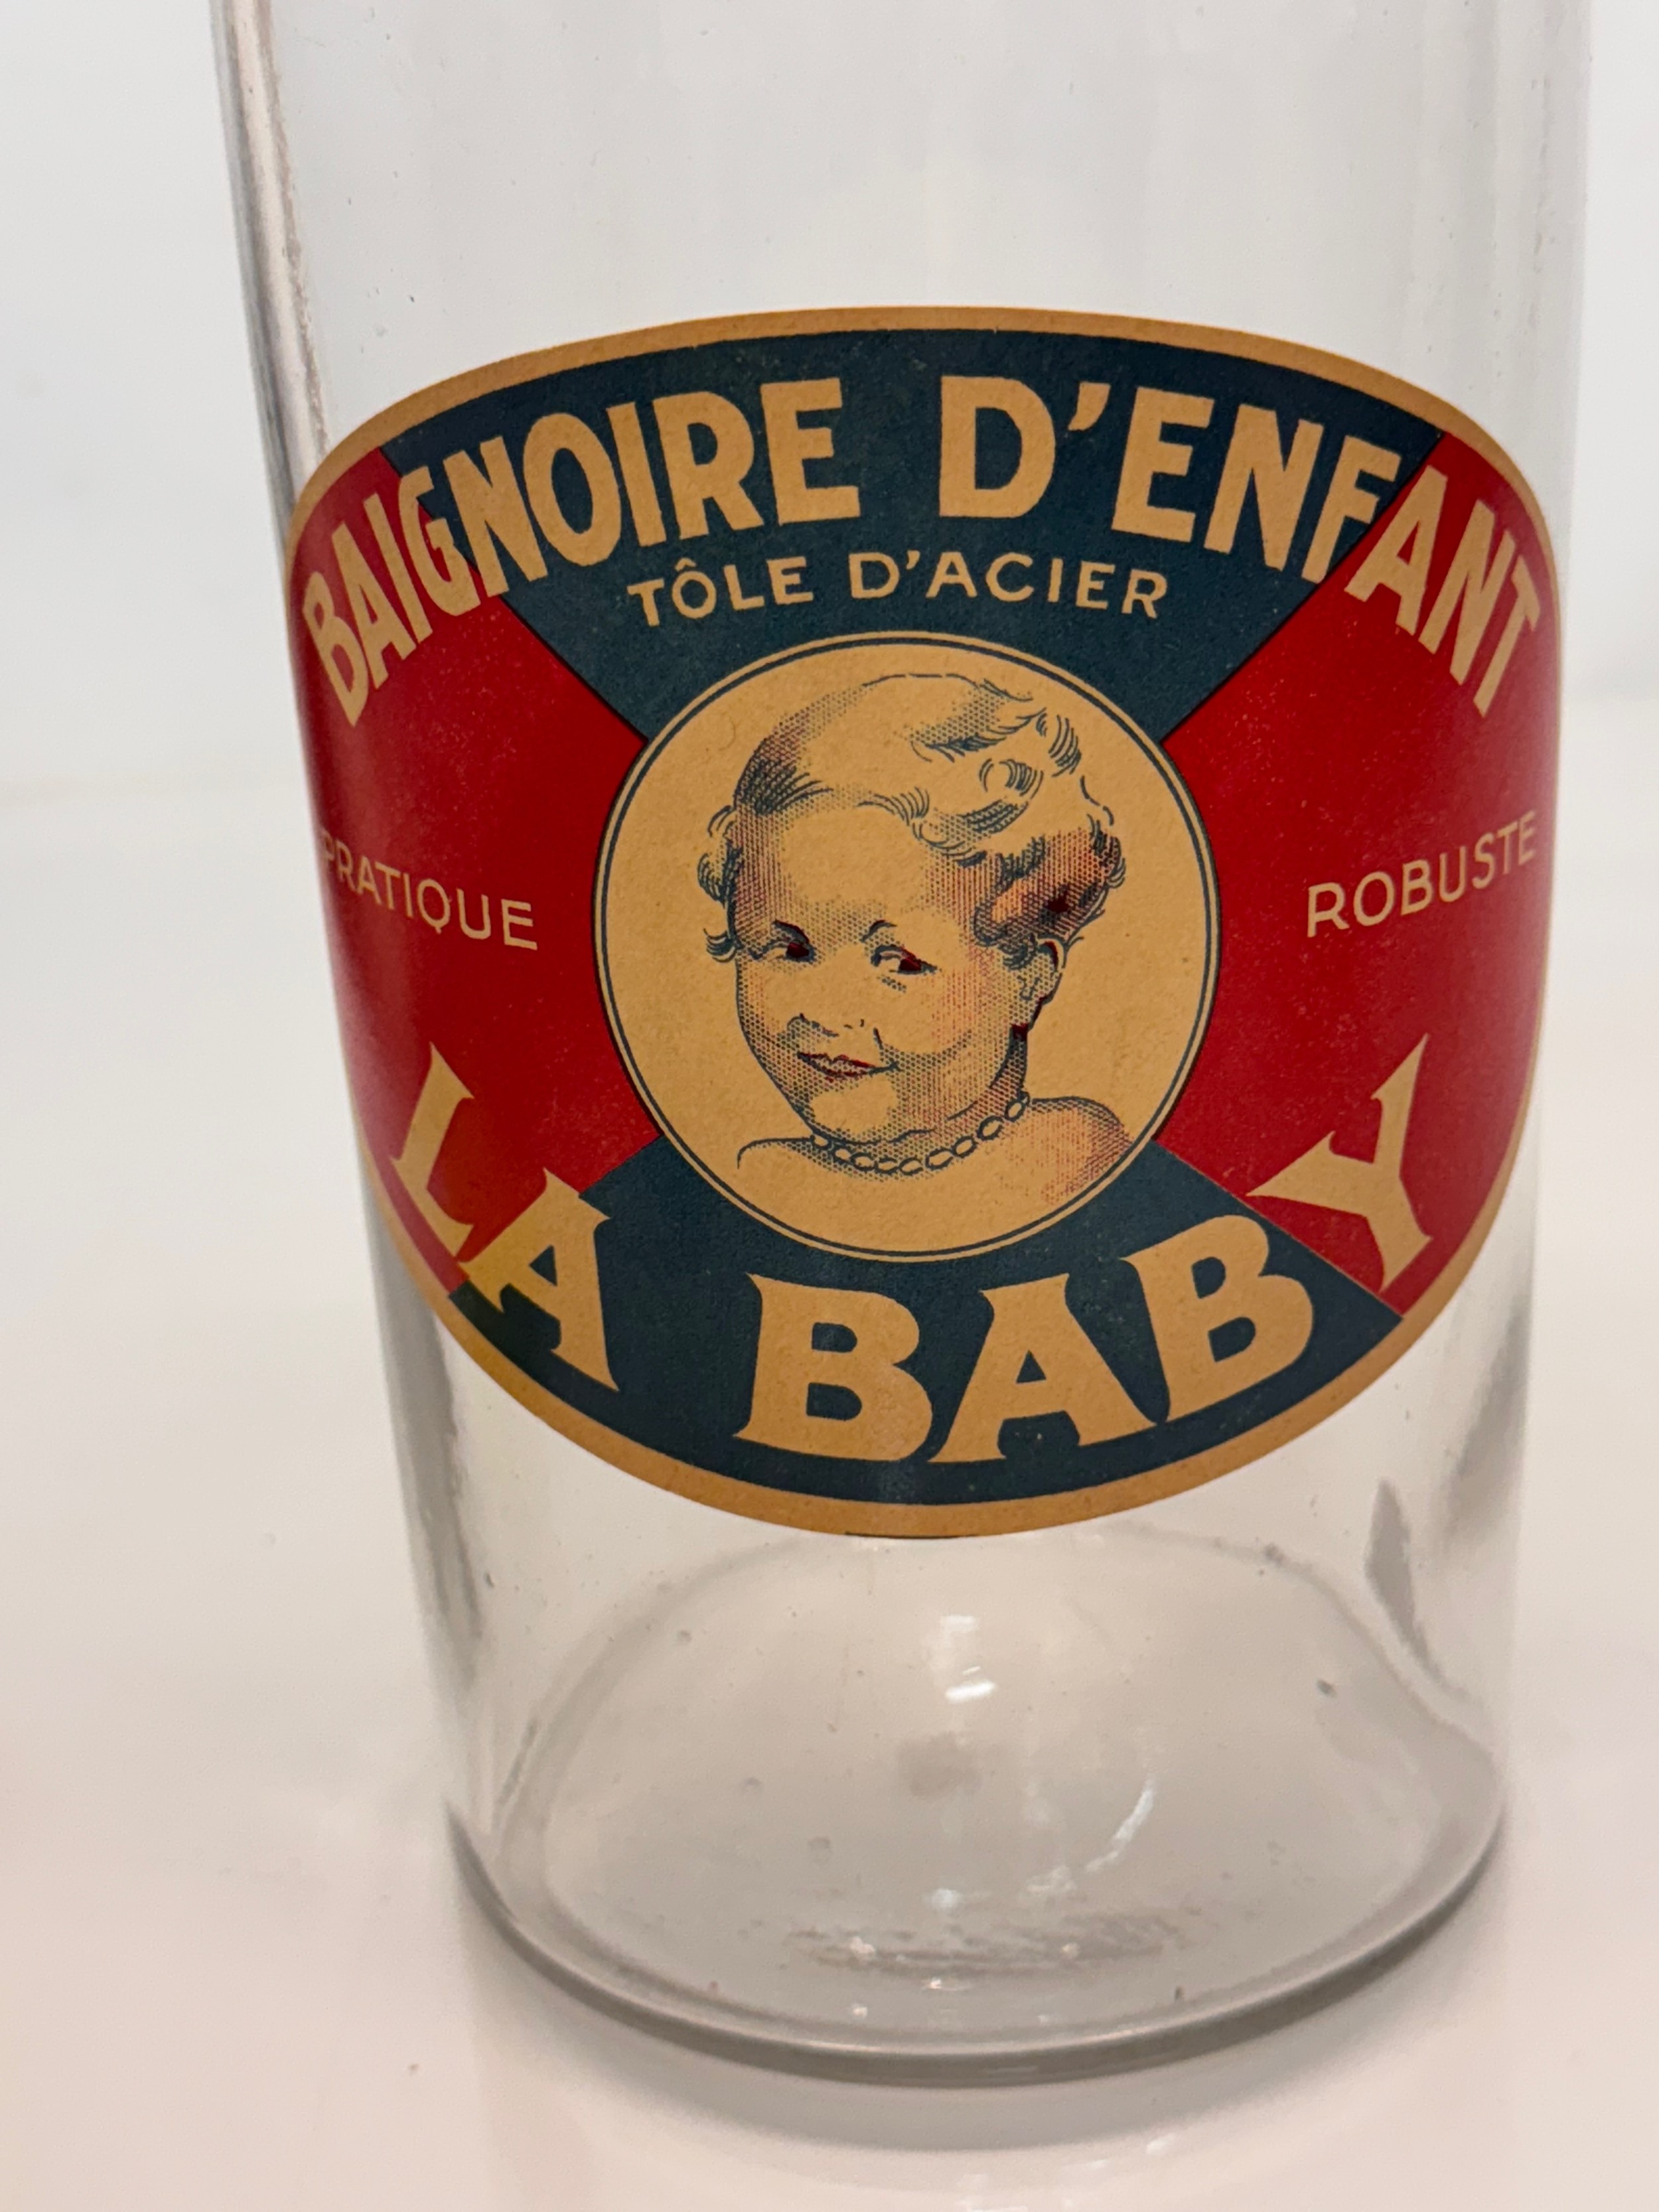 BAIGNOIRE D'ENFANT
TÔLE D'ACIER
PRATIQUE
ROBUSTE
LA BABY